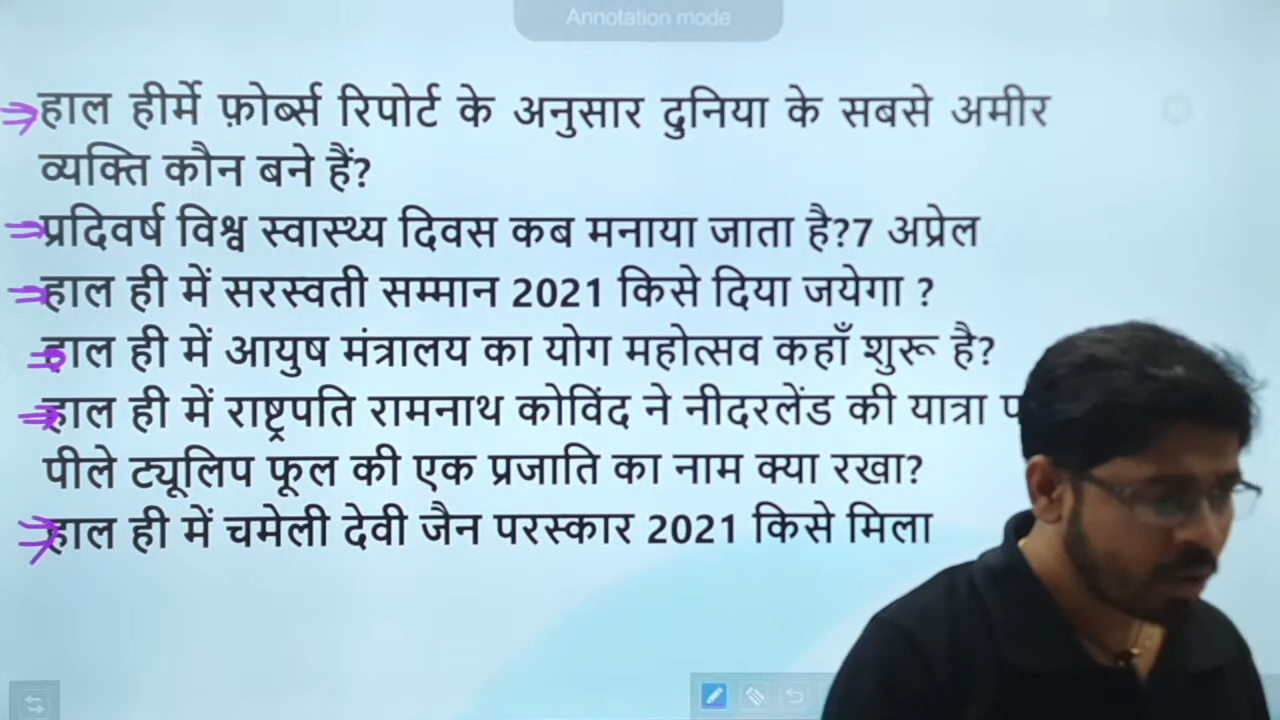 Annotation mode
हाल हीर्मे फ़ोर्ब्स रिपोर्ट के अनुसार दुनिया के सबसे अमीर
व्यक्ति कौन बने हैं?
प्रदिवर्ष विश्व स्वास्थ्य दिवस कब मनाया जाता है?7 अप्रेल
हाल ही में सरस्वती सम्मान 2021 किसे दिया जयेगा ?
हाल ही में आयुष मंत्रालय का योग महोत्सव कहाँ शुरू है?
हाल ही में राष्ट्रपति रामनाथ कोविंद ने नीदरलेंड की यात्रा
पीले ट्यूलिप फूल की एक प्रजाति का नाम क्या रखा?
हाल ही में चमेली देवी जैन परस्कार 2021 किसे मिला